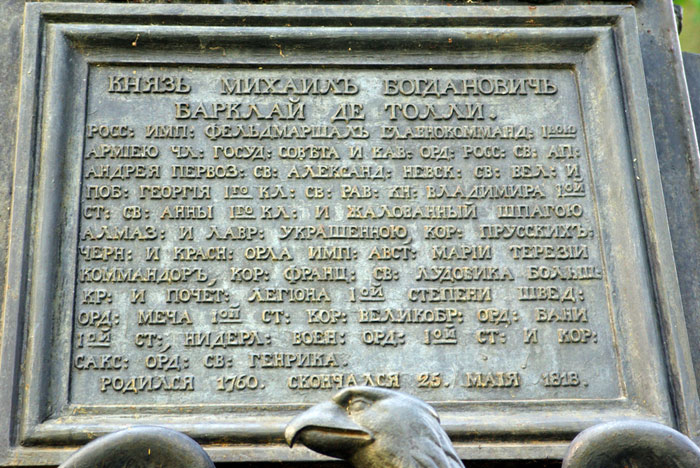 КНЯЗЬ МИХАИЛЪ БОГДАНОВИЧЬ
БАРКЛАЙ ДЕ ТОЛЛИ.
РОСС: ИМП: ФЕЛЬДМАРШАЛЪ ГЛАВНОКОМАНД: 1ОЮ
АРМІЕЮ ЧЛ: ГОСУД: СОВѢТА И КАВ: ОРД: РОСС: СВ: АП:
АНДРЕЯ ПЕРВОЗ: СВ: АЛЕКСАНД: НЕВСК: СВ: ВЕЛ: И
ПОБ: ГЕОРГІЯ 1ГО КЛ: СВ: РАВ: КН: ВЛАДИМИРА 1ОЙ
СТ: СВ: АННЫ 1ГО КЛ: И ЖАЛОВАННЫЙ ШПАГОЮ
АЛМАЗ: И ЛАВР: УКРАШЕННОЮ КОР: ПРУССКИХЪ:
ЧЕРН: И КРАСН: ОРЛА ИМП: АВСТ: МАРІИ ТЕРЕЗІИ
КОММАНДОРЪ, КОР: ФРАНЦ: СВ: ЛУДОВИКА БОЛЬШ:
КР: И ПОЧЕТ: ЛЕГІОНА 1ОЙ СТЕПЕНИ ШВЕД:
ОРД: МЕЧА 1ОЙ СТ: КОР: ВЕЛИКОБР: ОРД: БАНИ
1ОЙ СТ: НИДЕРЛ: ВОЕН: ОРД: 1ОЙ СТ: И КОР:
САКС: ОРД: СВ: ГЕНРИКА.
РОДИЛСЯ 1760. СКОНЧАЛСЯ 25. МАІЯ 1818.